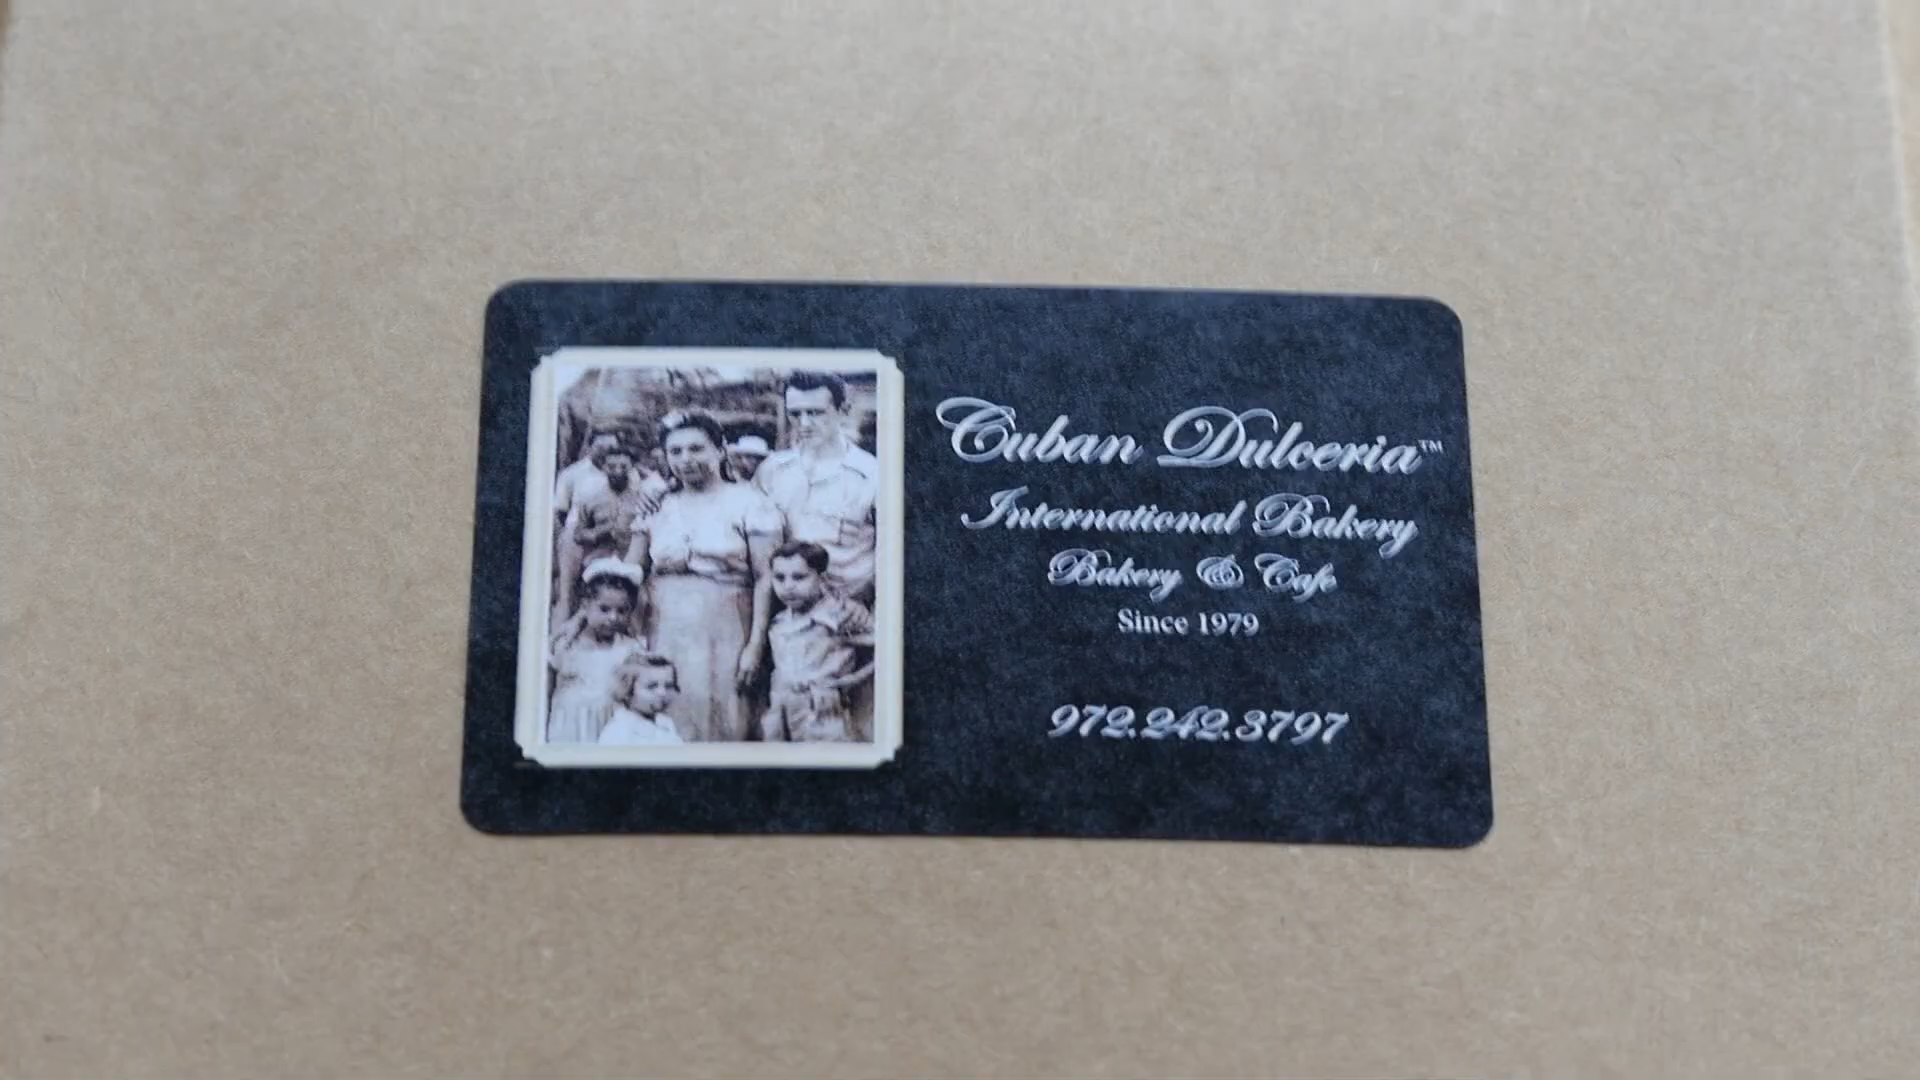 Cuban Dulceria™
International Bakery
Bakery & Cafe
Since 1979
972.242.3797